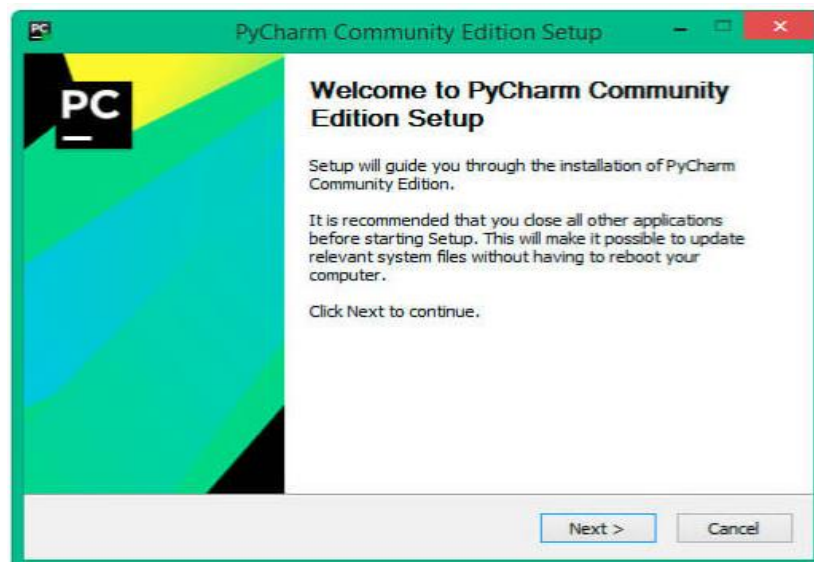 PyCharm Community Edition Setup
PC
Welcome to PyCharm Community
Edition Setup
Setup will guide you through the installation of PyCharm
Community Edition.
It is recommended that you close all other applications
before starting Setup. This will make it possible to update
relevant system files without having to reboot your
computer.
Click Next to continue.
Next >
Cancel